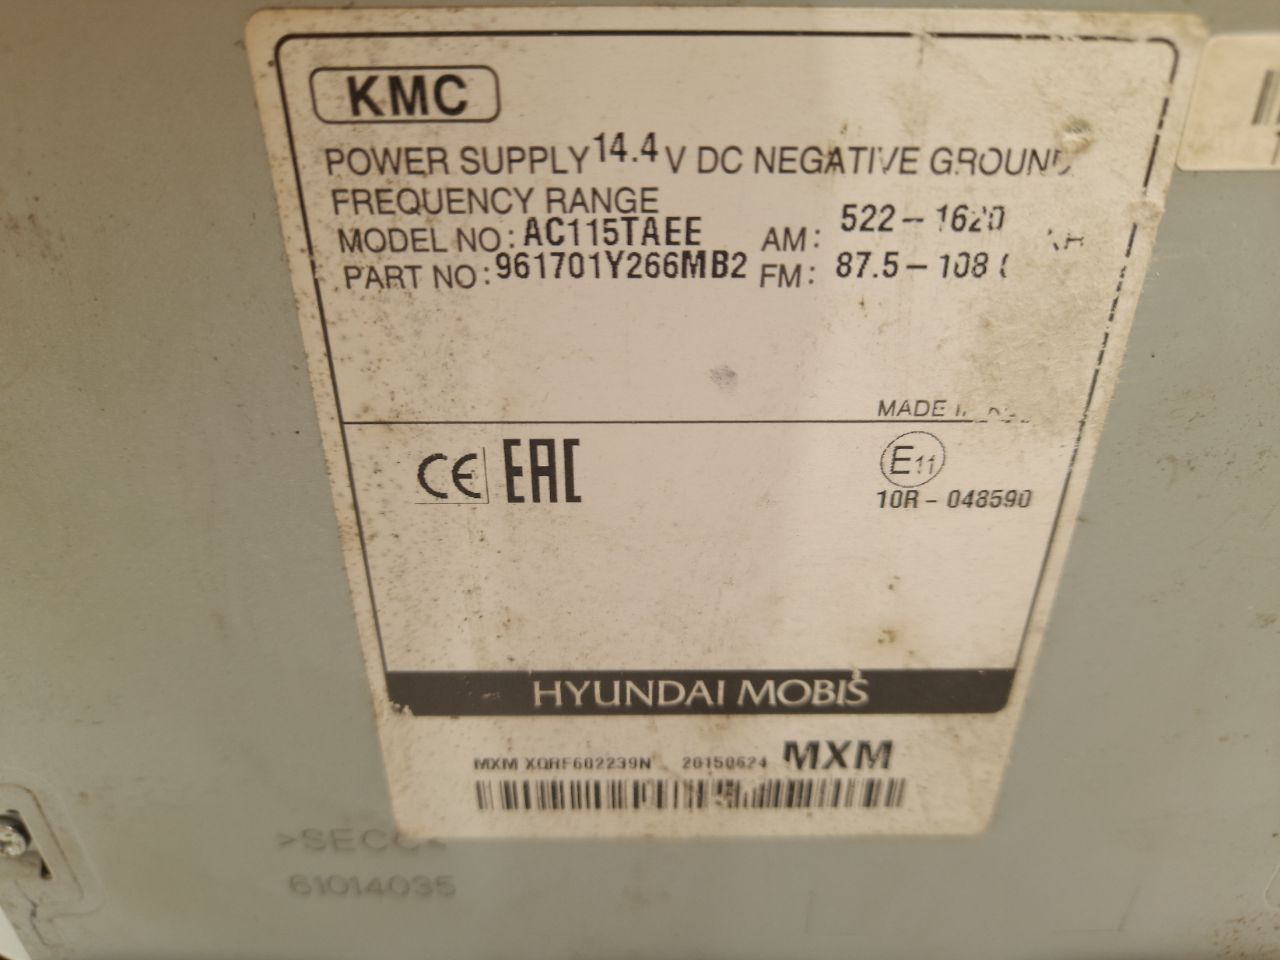 KMC
POWER SUPPLY 14.4 V DC NEGATIVE GROUND
FREQUENCY RANGE
MODEL NO: AC115TAEE AM: 522-1620
PART NO: 961701Y266MB2 FM: 87.5-108
MADE
CE EAC E11
10R-048590
HYUNDAI MOBIS
MXM XQRF602239N 20150624 MXM
61014035